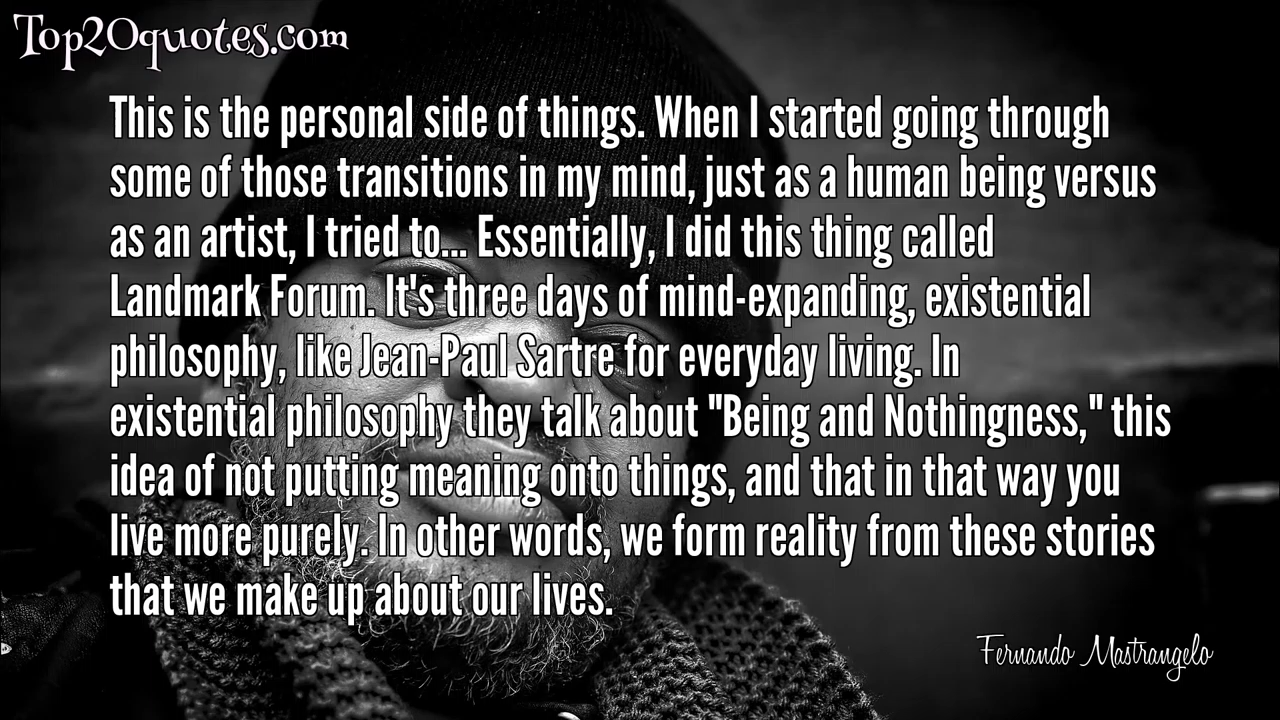 Top20quotes.com
This is the personal side of things. When I started going through
some of those transitions in my mind, just as a human being versus
as an artist, I tried to... Essentially, I did this thing called
Landmark Forum. It's three days of mind-expanding, existential
philosophy, like Jean-Paul Sartre for everyday living. In
existential philosophy they talk about "Being and Nothingness," this
idea of not putting meaning onto things, and that in that way you
live more purely. In other words, we form reality from these stories
that we make up about our lives.
Fernando Mastrangelo